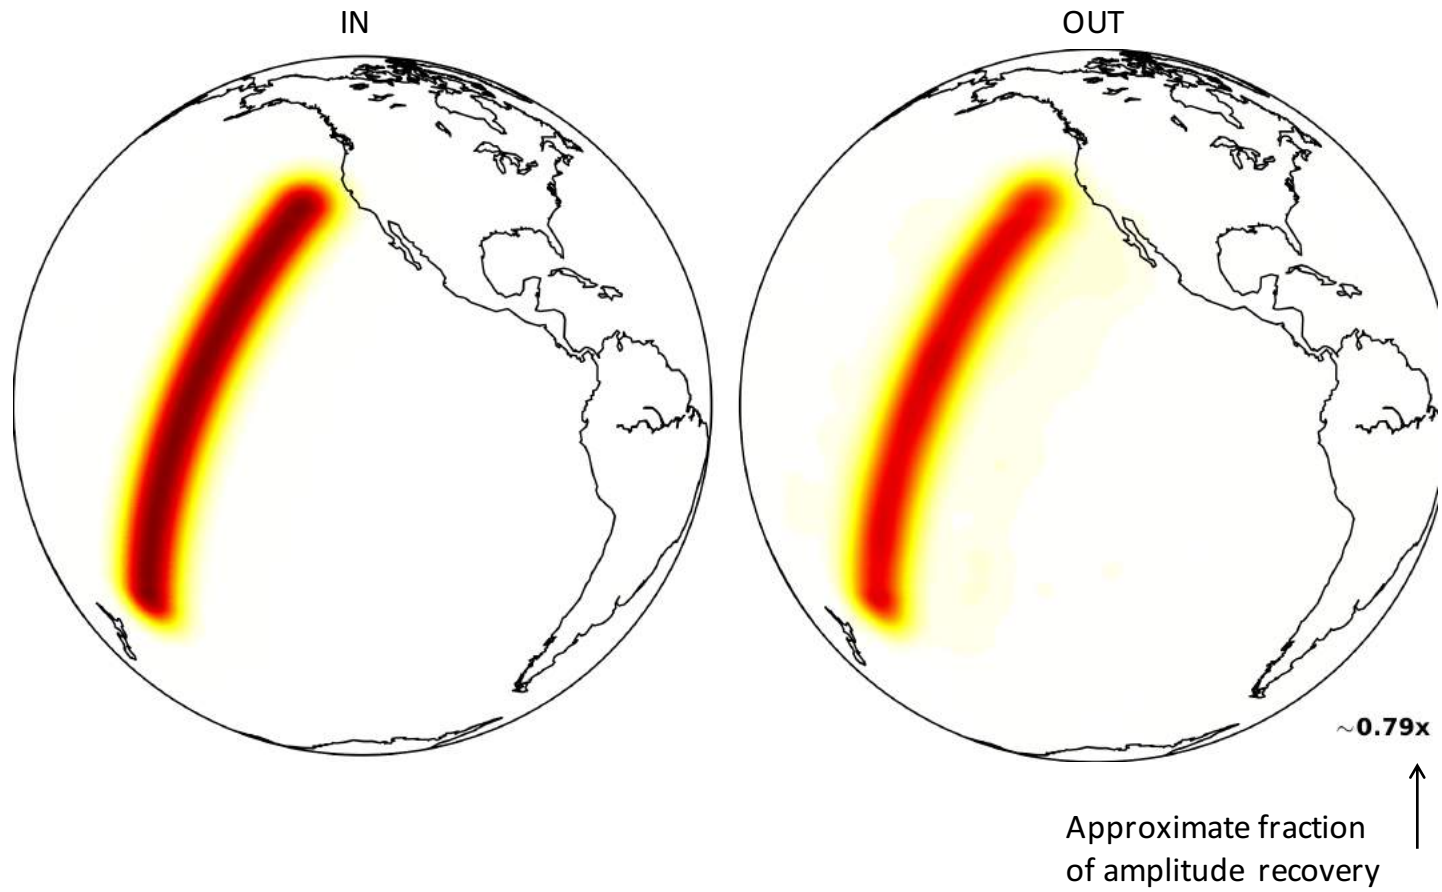 IN
OUT
~0.79x
Approximate fraction
of amplitude recovery